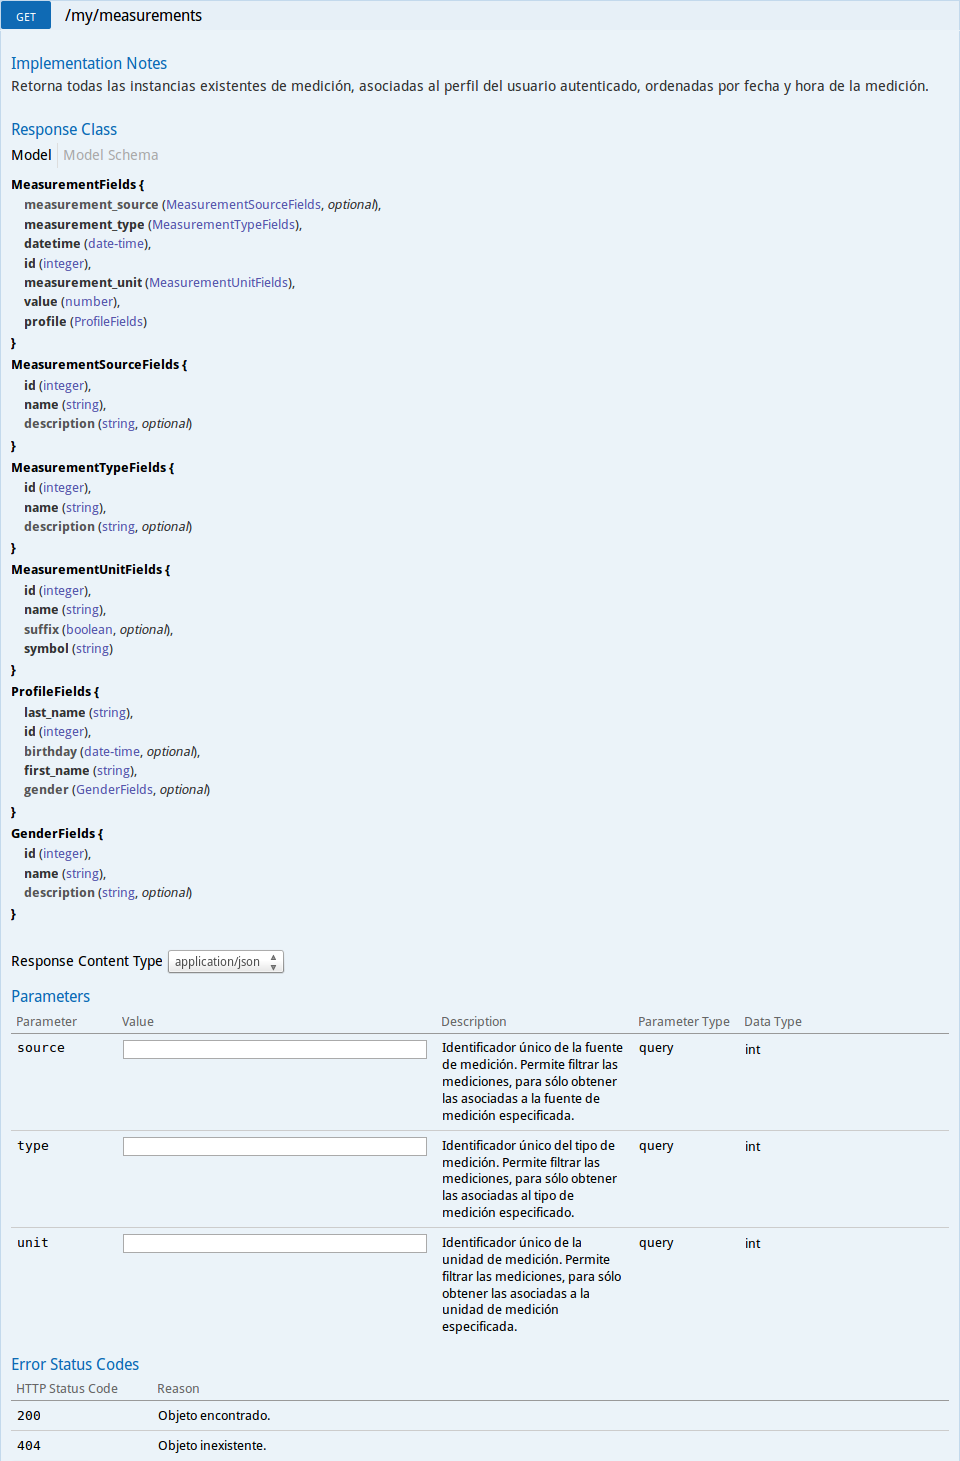 GET /my/measurements
Implementation Notes
Retorna todas las instancias existentes de medición, asociadas al perfil del usuario autenticado, ordenadas por fecha y hora de la medición.
Response Class
Model Model Schema
MeasurementFields {
measurement_source (MeasurementSourceFields, optional),
measurement_type (MeasurementTypeFields),
datetime (date-time),
id (integer),
measurement_unit (MeasurementUnitFields),
value (number),
profile (ProfileFields)
}
MeasurementSourceFields {
id (integer),
name (string),
description (string, optional)
}
MeasurementTypeFields {
id (integer),
name (string),
description (string, optional)
}
MeasurementUnitFields {
id (integer),
name (string),
suffix (boolean, optional),
symbol (string)
}
ProfileFields {
last_name (string),
id (integer),
birthday (date-time, optional),
first_name (string),
gender (GenderFields, optional)
}
GenderFields {
id (integer),
name (string),
description (string, optional)
}
Response Content Type application/json
Parameters
Parameter Value Description Parameter Type Data Type
source Identificador único de la fuente query int
de medición. Permite filtrar las
mediciones, para sólo obtener
las asociadas a la fuente de
medición especificada.
type Identificador único del tipo de query int
medición. Permite filtrar las
mediciones, para sólo obtener
las asociadas al tipo de
medición especificado.
unit Identificador único de la query int
unidad de medición. Permite
filtrar las mediciones, para sólo
obtener las asociadas a la
unidad de medición
especificada.
Error Status Codes
HTTP Status Code Reason
200 Objeto encontrado.
404 Objeto inexistente.